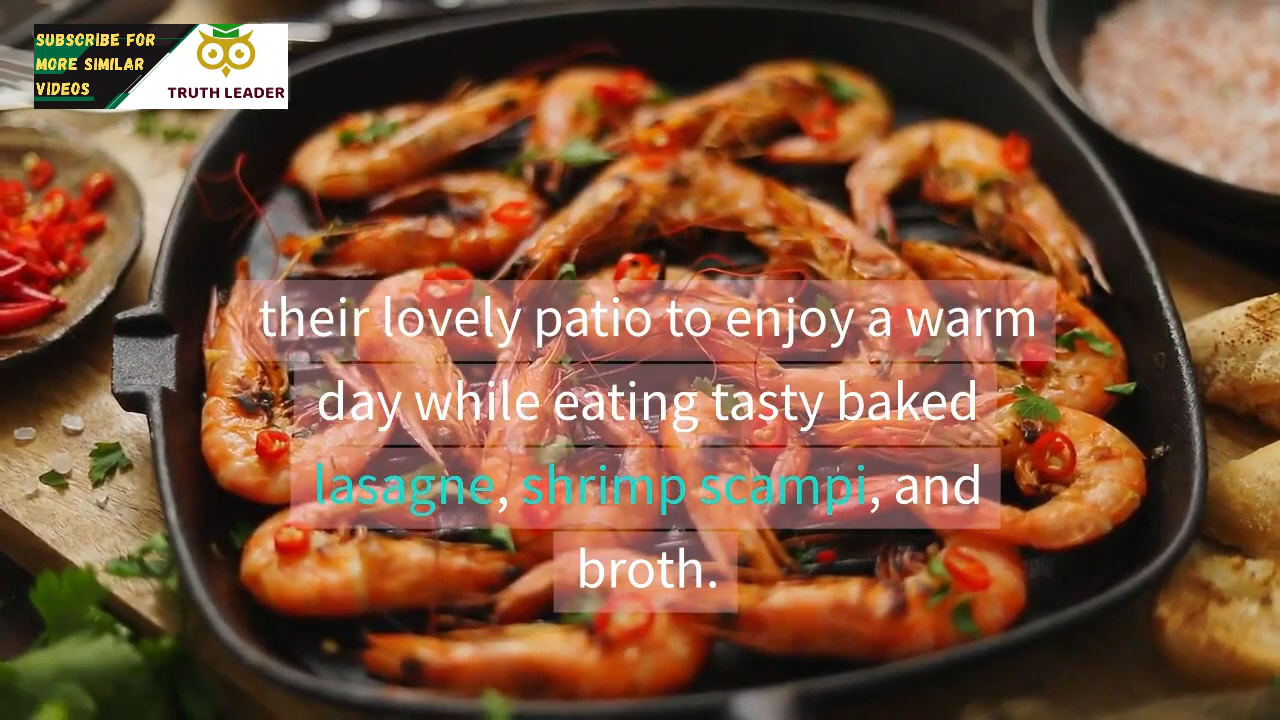 SUBSCRIBE FOR
MORE SIMILAR
VIDEOS
TRUTH LEADER
their lovely patio to enjoy a warm
day while eating tasty baked
lasagne, shrimp scampi, and
broth.